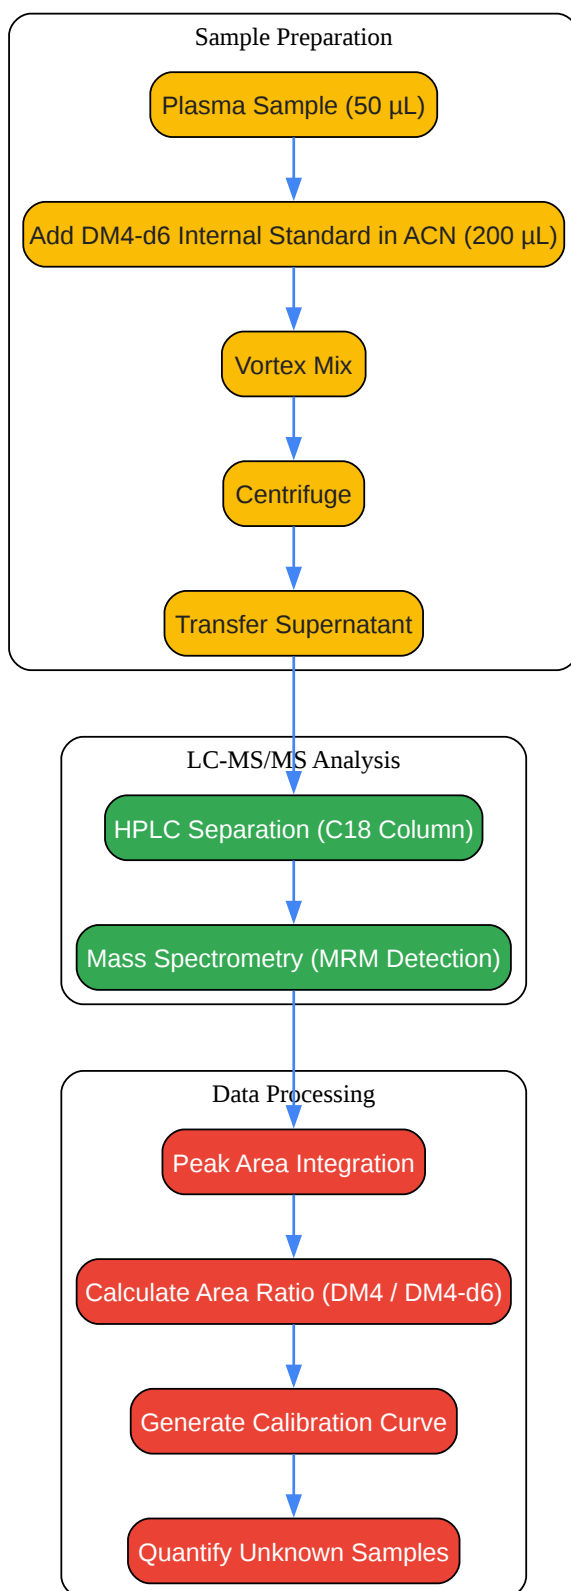 Sample Preparation
Plasma Sample (50 µL)
Add DM4-d6 Internal Standard in ACN (200 µL)
Vortex Mix
Centrifuge
Transfer Supernatant
LC-MS/MS Analysis
HPLC Separation (C18 Column)
Mass Spectrometry (MRM Detection)
Data Processing
Peak Area Integration
Calculate Area Ratio (DM4 / DM4-d6)
Generate Calibration Curve
Quantify Unknown Samples